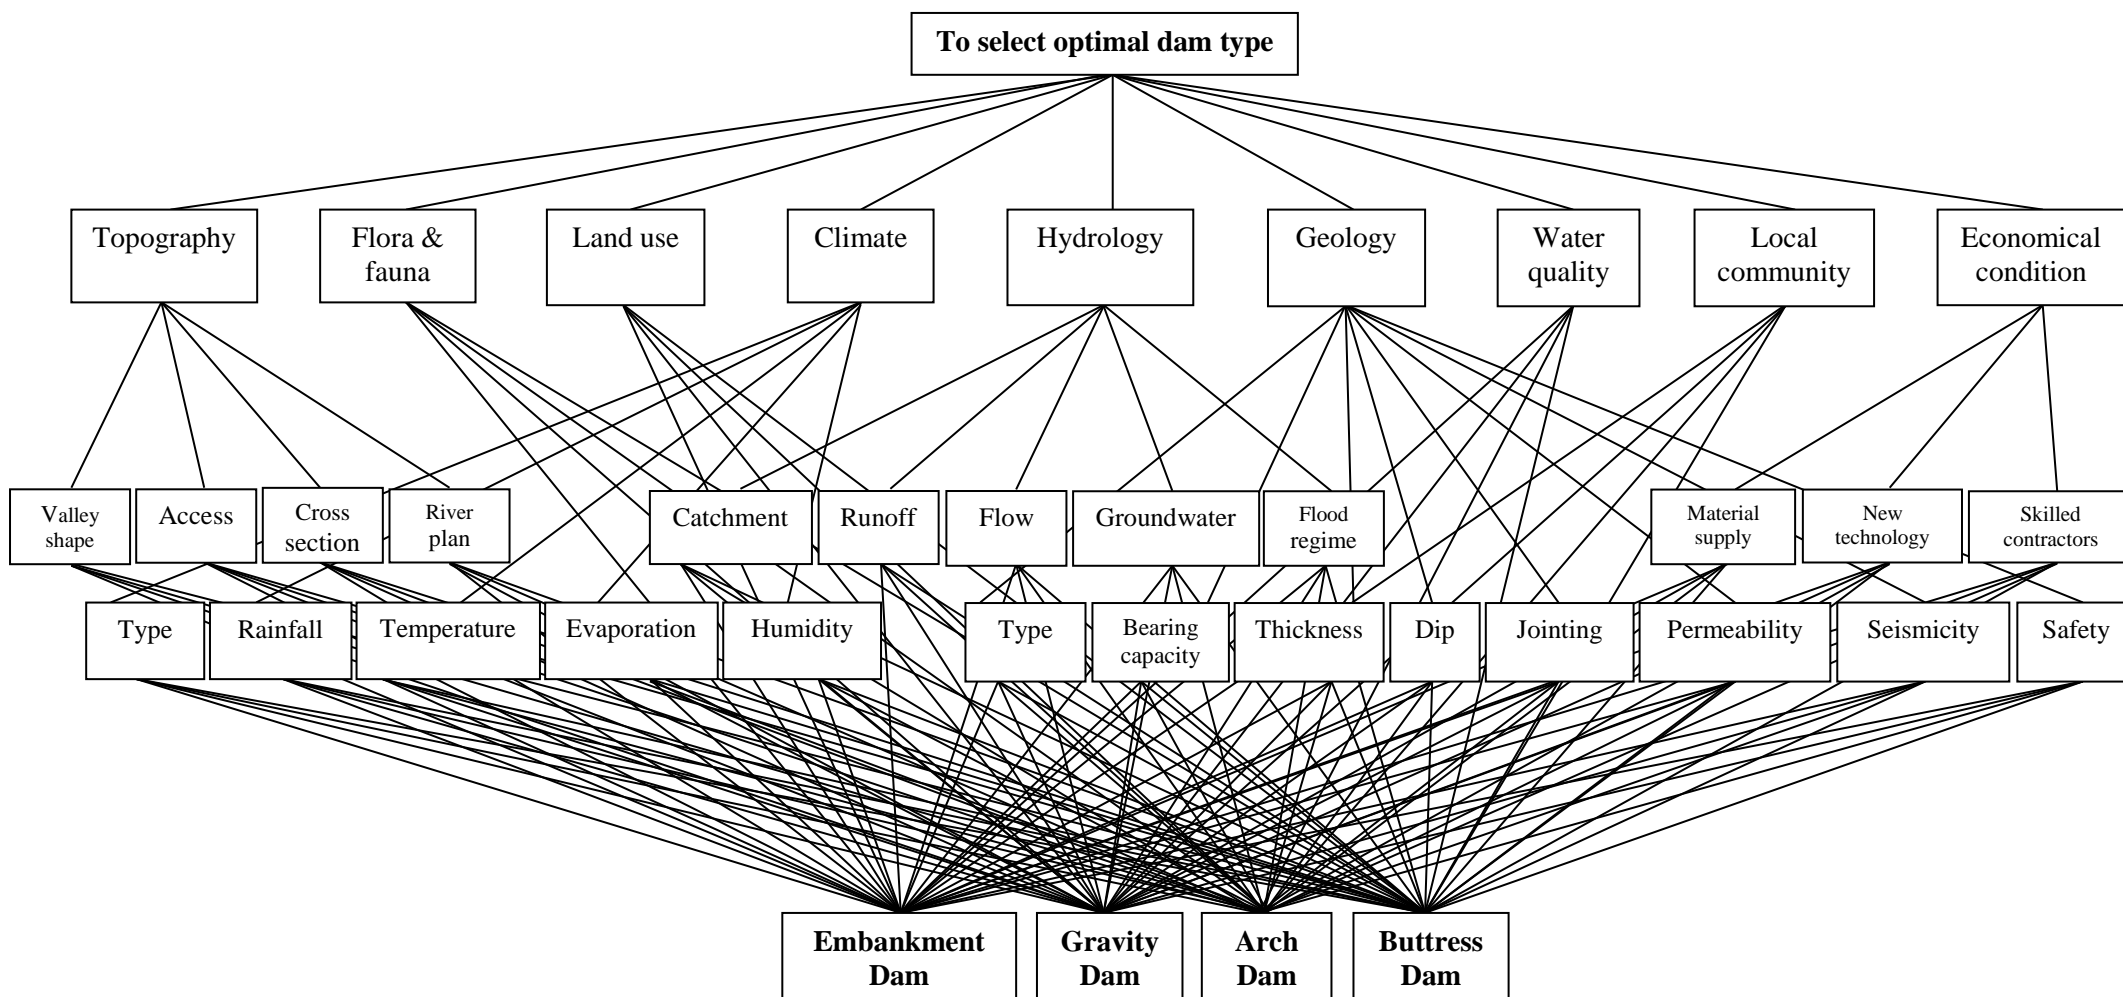 To select optimal dam type
Topography
Flora &
fauna
Land use
Climate
Hydrology
Geology
Water
quality
Local
community
Economical
condition
Valley
shape
Access
Cross
section
River
plan
Catchment
Runoff
Flow
Groundwater
Flood
regime
Material
supply
New
technology
Skilled
contractors
Type
Rainfall
Temperature
Evaporation
Humidity
Type
Bearing
capacity
Thickness
Dip
Jointing
Permeability
Seismicity
Safety
Embankment
Dam
Gravity
Dam
Arch
Dam
Buttress
Dam